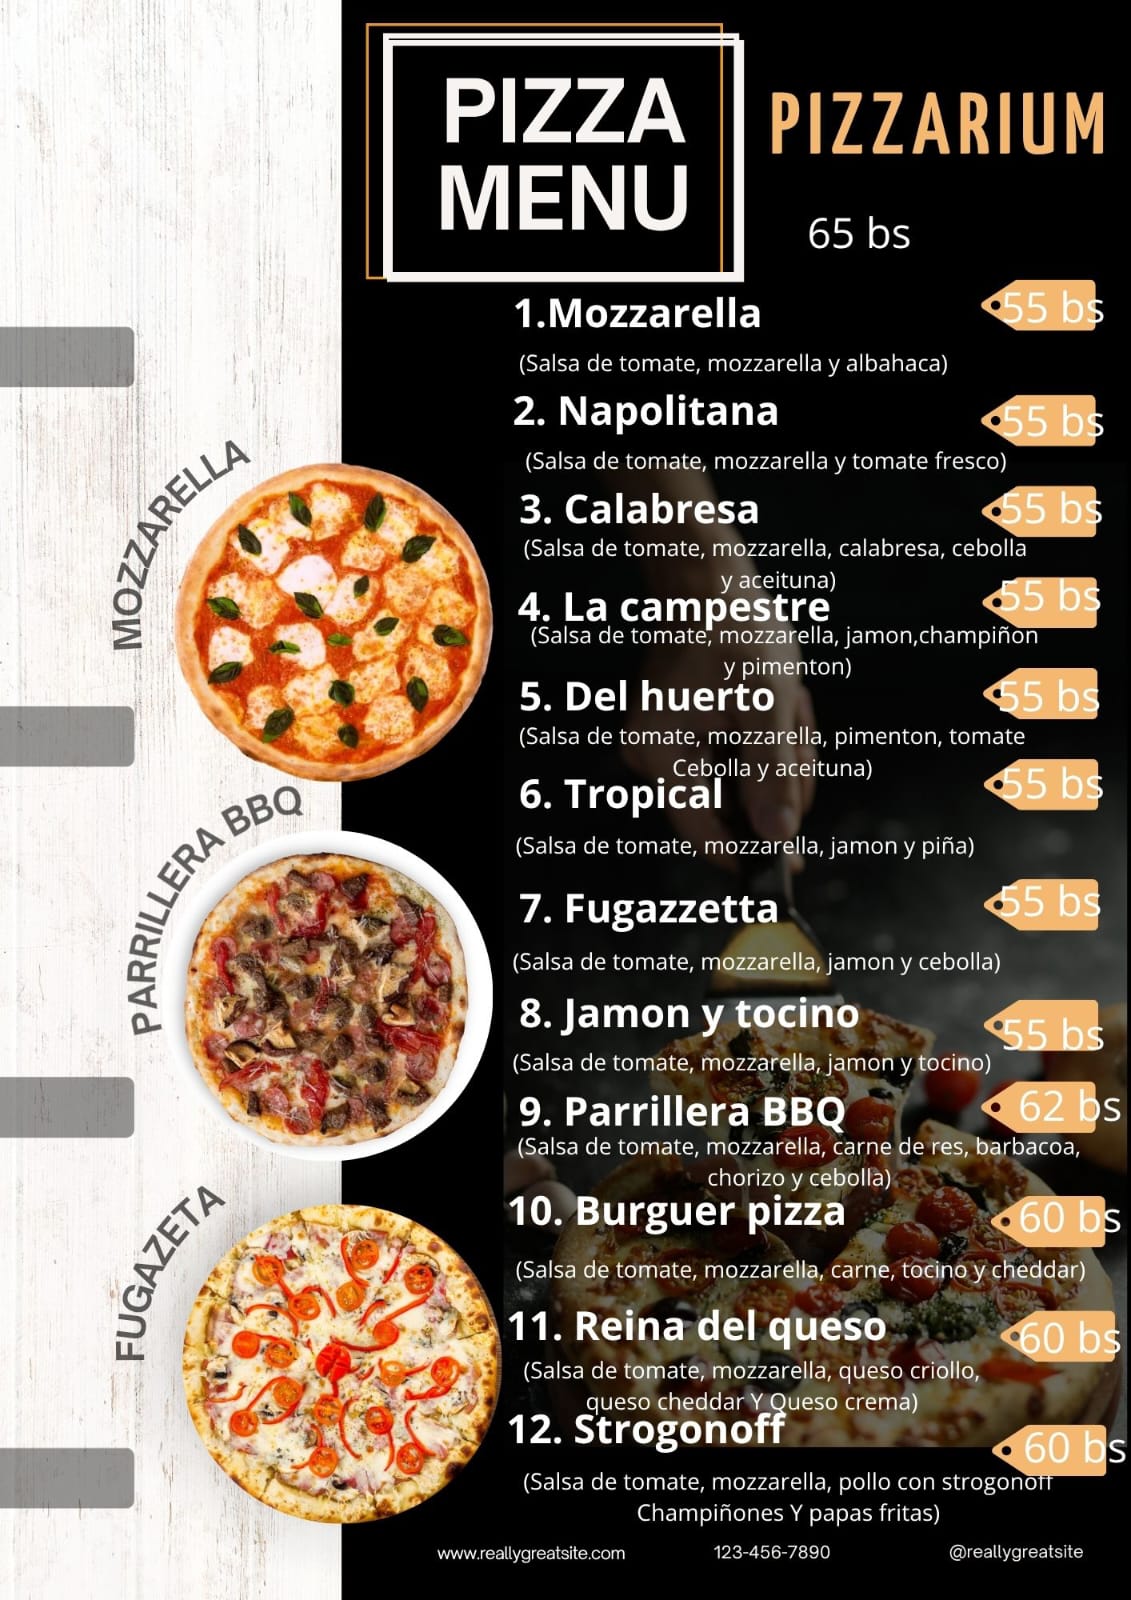 PIZZA
MENU
PIZZARIUM
65 bs
1.Mozzarella
55 bs
(Salsa de tomate, mozzarella y albahaca)
2. Napolitana
55 bs
(Salsa de tomate, mozzarella y tomate fresco)
3. Calabresa
55 bs
(Salsa de tomate, mozzarella, calabresa, cebolla
y aceituna)
4. La campestre
55 bs
(Salsa de tomate, mozzarella, jamon,champiñon
y pimenton)
5. Del huerto
55 bs
(Salsa de tomate, mozzarella, pimenton, tomate
Cebolla y aceituna)
6. Tropical
55 bs
(Salsa de tomate, mozzarella, jamon y piña)
7. Fugazzetta
55 bs
(Salsa de tomate, mozzarella, jamon y cebolla)
8. Jamon y tocino
55 bs
(Salsa de tomate, mozzarella, jamon y tocino)
9. Parrillera BBQ
62 bs
(Salsa de tomate, mozzarella, carne de res, barbacoa,
chorizo y cebolla)
10. Burguer pizza
60 bs
(Salsa de tomate, mozzarella, carne, tocino y cheddar)
11. Reina del queso
60 bs
(Salsa de tomate, mozzarella, queso criollo,
queso cheddar Y Queso crema)
12. Strogonoff
60 bs
(Salsa de tomate, mozzarella, pollo con strogonoff
Champiñones Y papas fritas)
MOZZARELLA
PARRILLERA BBQ
FUGAZETA
www.reallygreatsite.com
123-456-7890
@reallygreatsite